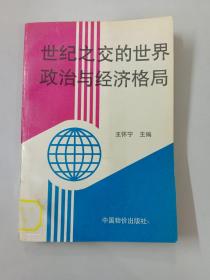 世纪之交的世界
政治与经济格局
王怀宁 主编
中国物价出版社